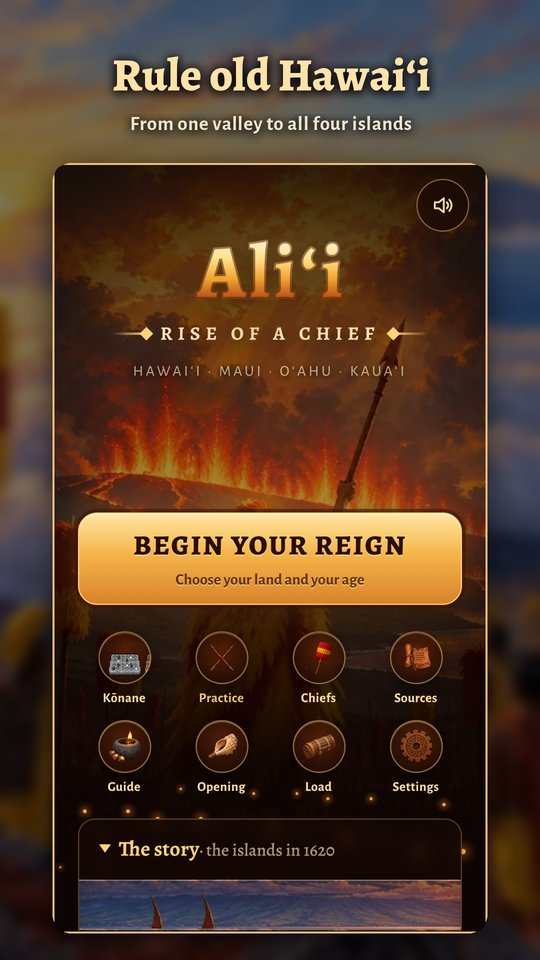 Rule old Hawaiʻi
From one valley to all four islands
Aliʻi
RISE OF A CHIEF
HAWAIʻI · MAUI · OʻAHU · KAUAʻI
BEGIN YOUR REIGN
Choose your land and your age
Kōnane
Practice
Chiefs
Sources
Guide
Opening
Load
Settings
The story · the islands in 1620